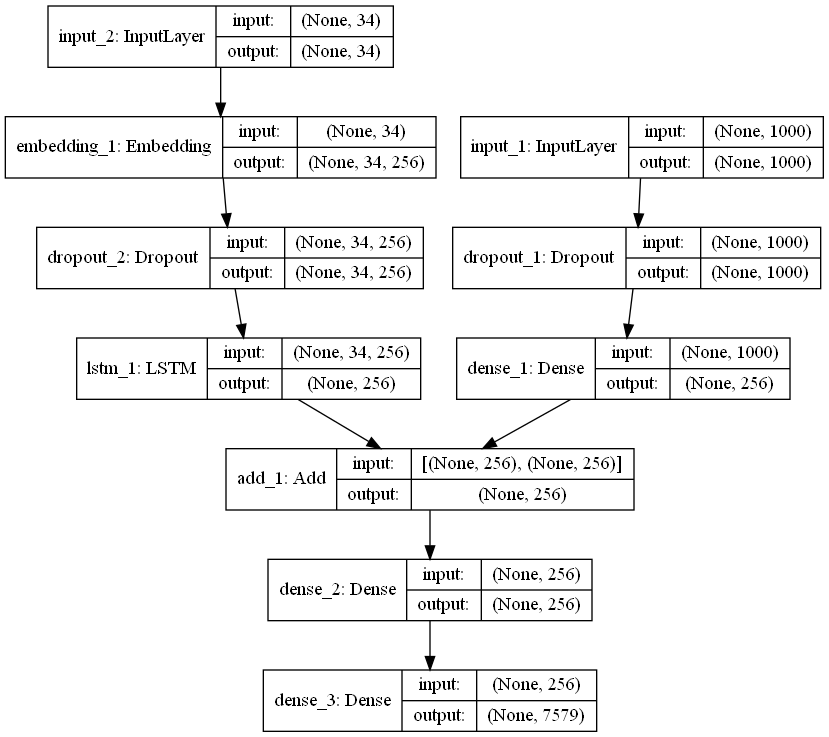 input_2: InputLayer
input: (None, 34)
output: (None, 34)
embedding_1: Embedding
input: (None, 34)
output: (None, 34, 256)
input_1: InputLayer
input: (None, 1000)
output: (None, 1000)
dropout_2: Dropout
input: (None, 34, 256)
output: (None, 34, 256)
dropout_1: Dropout
input: (None, 1000)
output: (None, 1000)
lstm_1: LSTM
input: (None, 34, 256)
output: (None, 256)
dense_1: Dense
input: (None, 1000)
output: (None, 256)
add_1: Add
input: [(None, 256), (None, 256)]
output: (None, 256)
dense_2: Dense
input: (None, 256)
output: (None, 256)
dense_3: Dense
input: (None, 256)
output: (None, 7579)